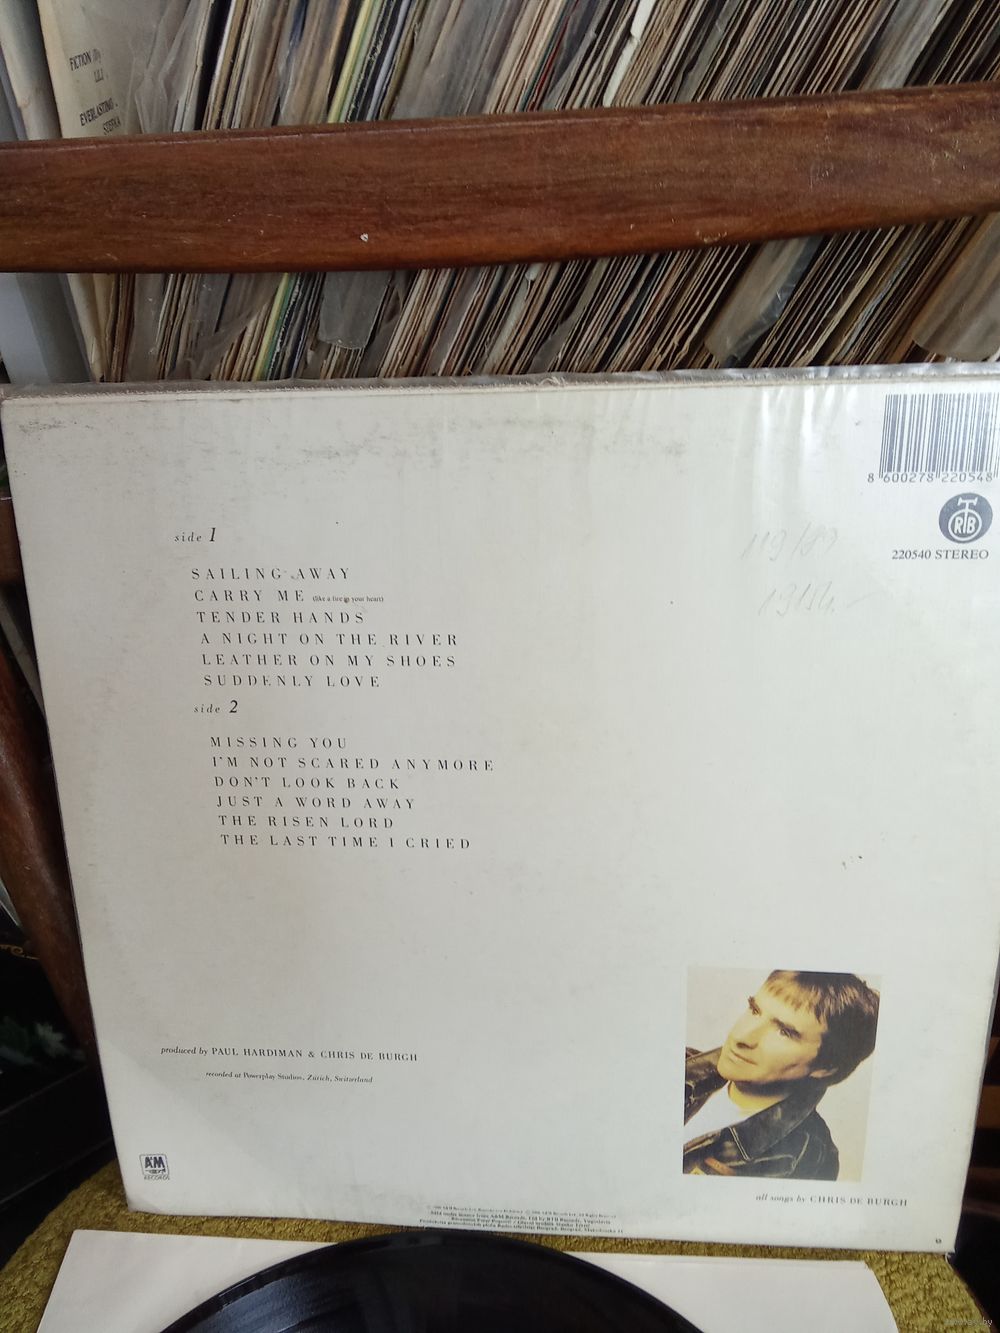 FICTION
EVERLASTING
8 600278 220548
RTB
220540 STEREO
119/89
side 1
SAILING AWAY
CARRY ME (like a fire in your heart)
TENDER HANDS
A NIGHT ON THE RIVER
LEATHER ON MY SHOES
SUDDENLY LOVE
side 2
MISSING YOU
I'M NOT SCARED ANYMORE
DON'T LOOK BACK
JUST A WORD AWAY
THE RISEN LORD
THE LAST TIME I CRIED
produced by PAUL HARDIMAN & CHRIS DE BURGH
recorded at Powerplay Studios, Zürich, Switzerland
A&M
RECORDS
all songs by CHRIS DE BURGH